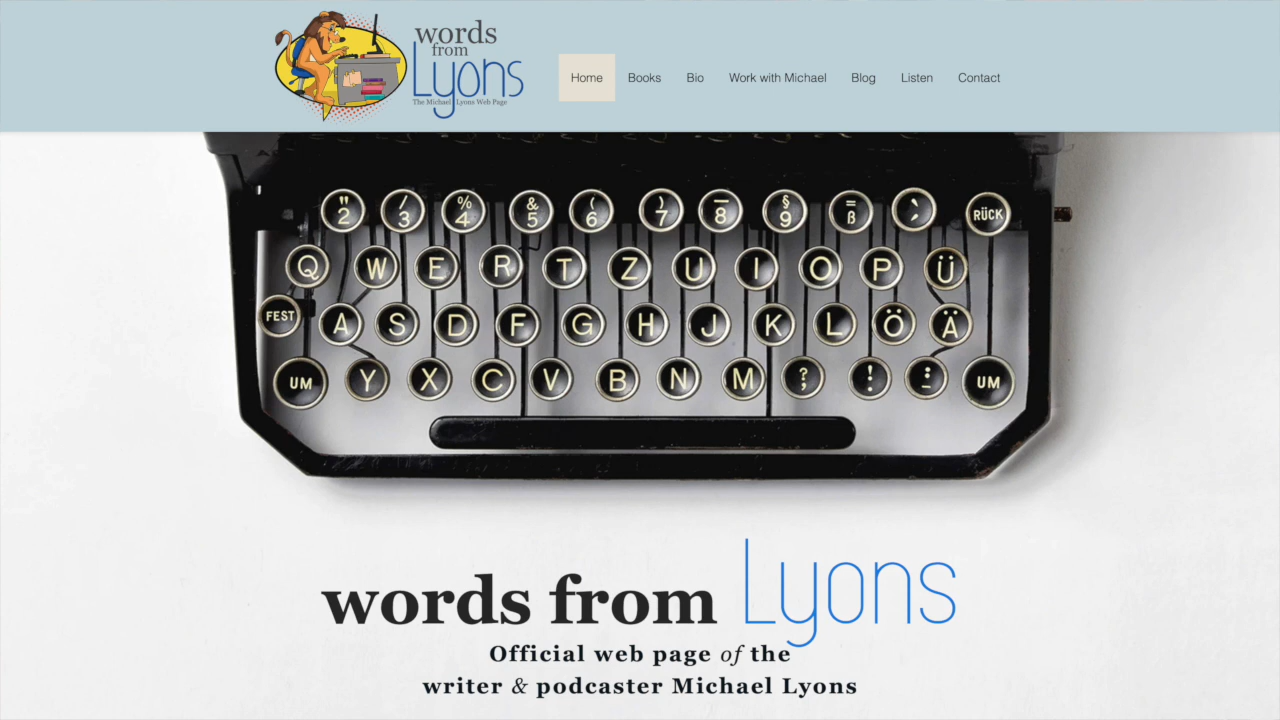 words
from
Lyons
The Michael Lyons Web Page
Home Books Bio Work with Michael Blog Listen Contact
" / % & ( ) _ § = `
2 3 4 5 6 7 8 9 ß ´ RÜCK
Q W E R T Z U I O P Ü
FEST A S D F G H J K L Ö Ä
UM Y X C V B N M ? ; ! : - UM
words from Lyons
Official web page of the
writer & podcaster Michael Lyons